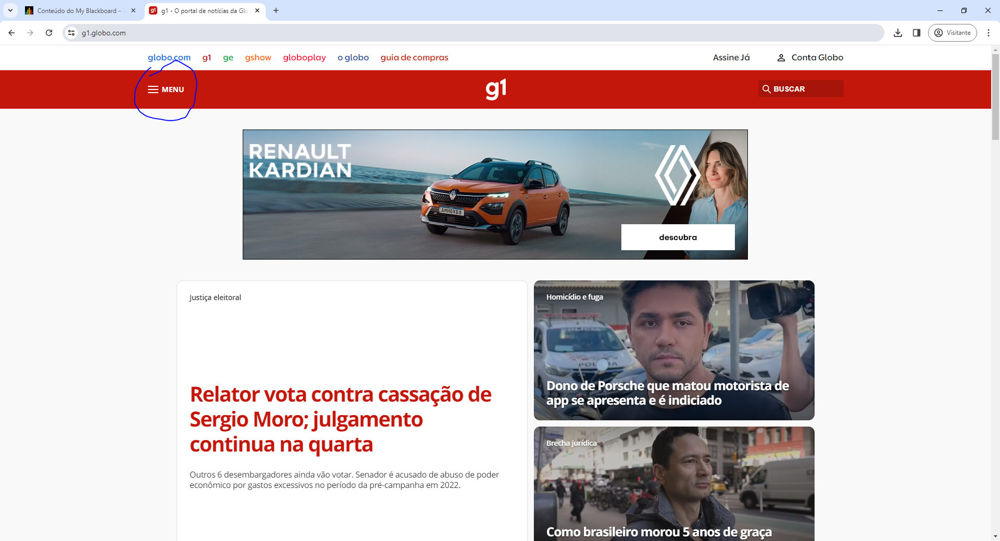 Conteúdo do My Blackboard –
g1 - O portal de notícias da Glo
g1.globo.com
Visitante
globo.com g1 ge gshow globoplay o globo guia de compras
Assine Já Conta Globo
MENU
g1
BUSCAR
RENAULT
KARDIAN
AMH8X08
descubra
Justiça eleitoral
Relator vota contra cassação de
Sergio Moro; julgamento
continua na quarta
Outros 6 desembargadores ainda vão votar. Senador é acusado de abuso de poder
econômico por gastos excessivos no período da pré-campanha em 2022.
Homicídio e fuga
POLÍCIA
Dono de Porsche que matou motorista de
app se apresenta e é indiciado
Brecha jurídica
Como brasileiro morou 5 anos de graça